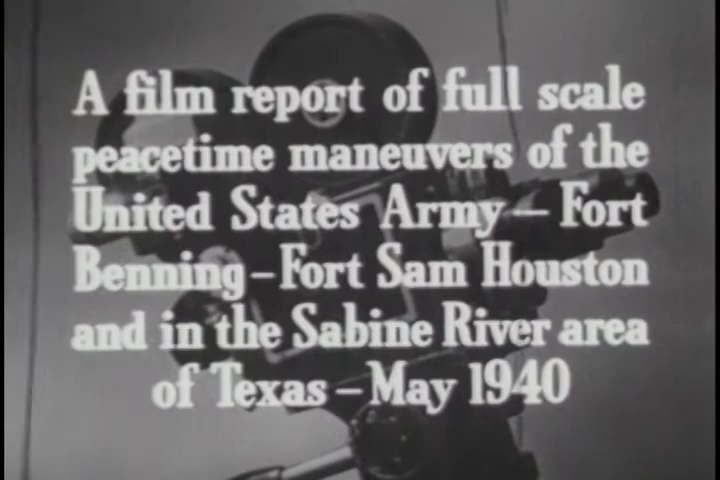 A film report of full scale
peacetime maneuvers of the
United States Army — Fort
Benning – Fort Sam Houston
and in the Sabine River area
of Texas – May 1940